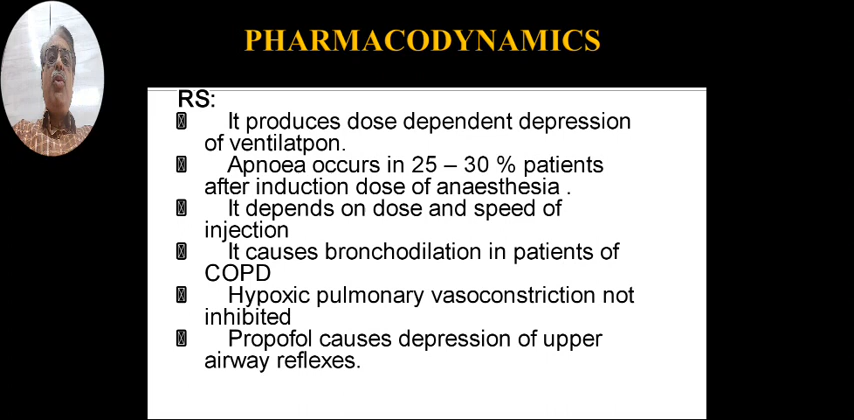 PHARMACODYNAMICS
RS:
It produces dose dependent depression
of ventilatpon.
Apnoea occurs in 25 – 30 % patients
after induction dose of anaesthesia .
It depends on dose and speed of
injection
It causes bronchodilation in patients of
COPD
Hypoxic pulmonary vasoconstriction not
inhibited
Propofol causes depression of upper
airway reflexes.